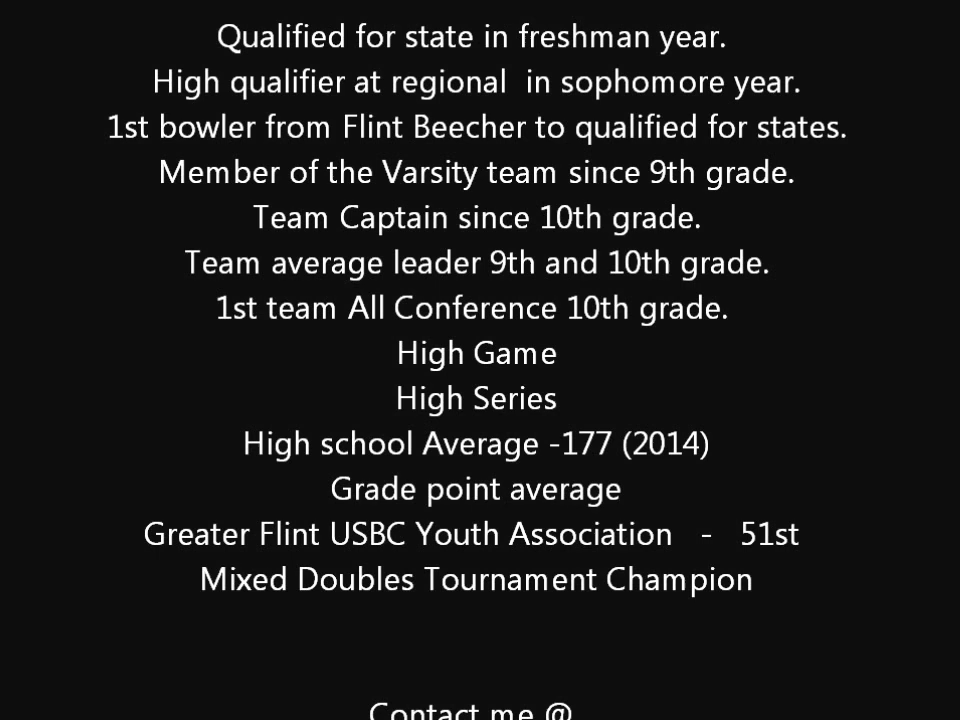 Qualified for state in freshman year.
High qualifier at regional  in sophomore year.
1st bowler from Flint Beecher to qualified for states.
Member of the Varsity team since 9th grade.
Team Captain since 10th grade.
Team average leader 9th and 10th grade.
1st team All Conference 10th grade.
High Game
High Series
High school Average -177 (2014)
Grade point average
Greater Flint USBC Youth Association   -   51st
Mixed Doubles Tournament Champion
Contact me @